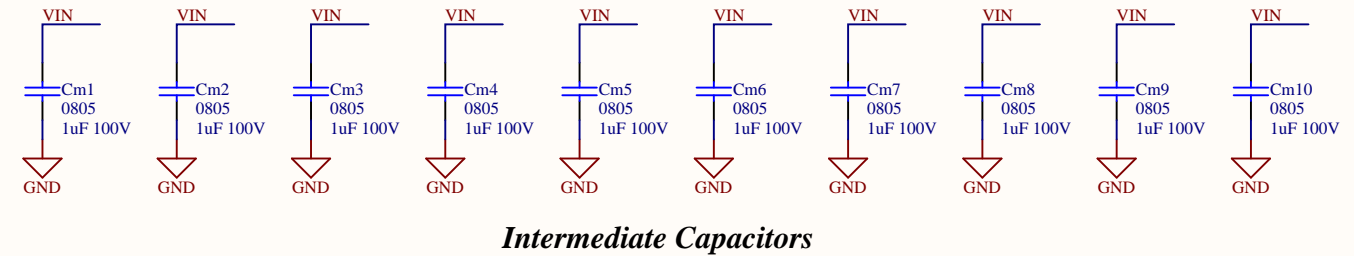 VIN VIN VIN VIN VIN VIN VIN VIN VIN VIN
Cm1 Cm2 Cm3 Cm4 Cm5 Cm6 Cm7 Cm8 Cm9 Cm10
0805 0805 0805 0805 0805 0805 0805 0805 0805 0805
1uF 100V 1uF 100V 1uF 100V 1uF 100V 1uF 100V 1uF 100V 1uF 100V 1uF 100V 1uF 100V 1uF 100V
GND GND GND GND GND GND GND GND GND GND
Intermediate Capacitors